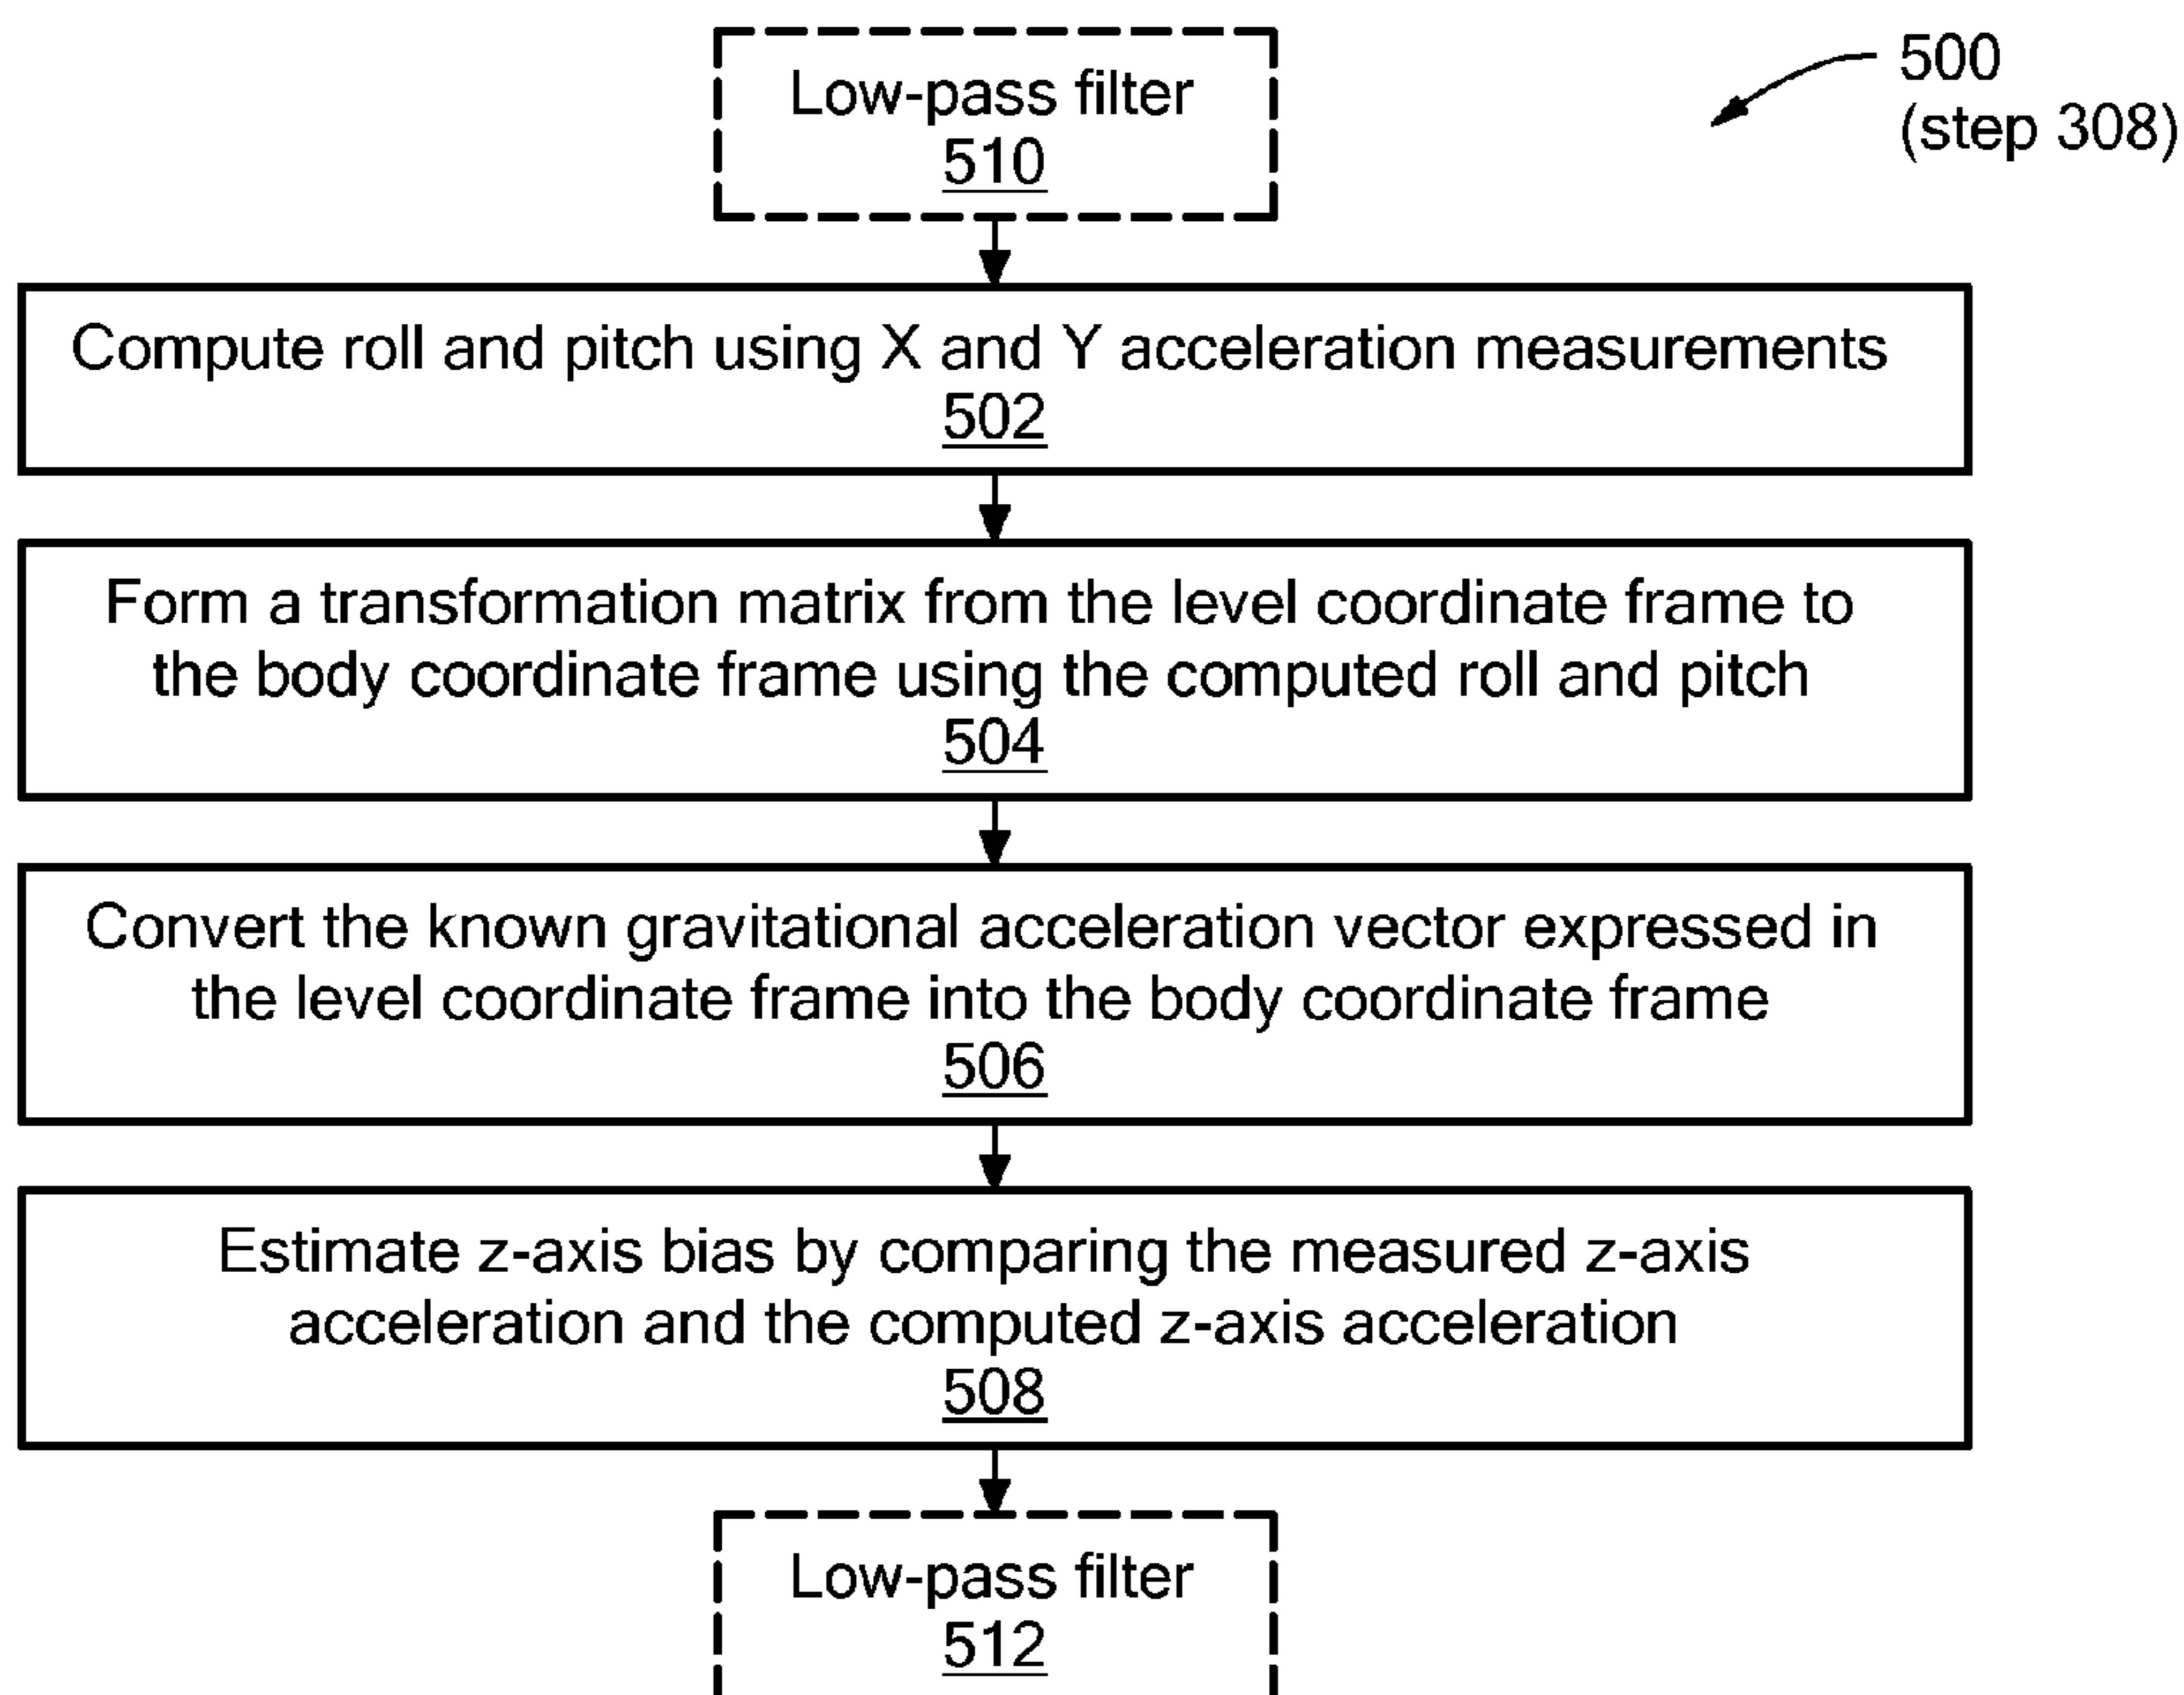 Low-pass filter
510
500
(step 308)
Compute roll and pitch using X and Y acceleration measurements
502
Form a transformation matrix from the level coordinate frame to
the body coordinate frame using the computed roll and pitch
504
Convert the known gravitational acceleration vector expressed in
the level coordinate frame into the body coordinate frame
506
Estimate z-axis bias by comparing the measured z-axis
acceleration and the computed z-axis acceleration
508
Low-pass filter
512